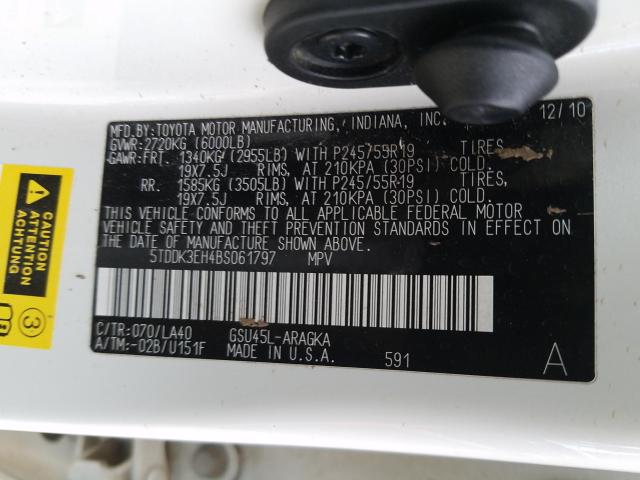 MFD.BY:TOYOTA MOTOR MANUFACTURING, INDIANA, INC. 12/10
GVWR:2720KG (6000LB)
GAWR:FRT. 1340KG (2955LB) WITH P245/55R19 TIRES,
19X7.5J RIMS, AT 210KPA (30PSI) COLD.
RR. 1585KG (3505LB) WITH P245/55R19 TIRES,
19X7.5J RIMS, AT 210KPA (30PSI) COLD.
THIS VEHICLE CONFORMS TO ALL APPLICABLE FEDERAL MOTOR
VEHICLE SAFETY AND THEFT PREVENTION STANDARDS IN EFFECT ON
THE DATE OF MANUFACTURE SHOWN ABOVE.
5TDDK3EH4BS061797 MPV
C/TR:070/LA40 GSU45L-ARAGKA
A/TM:-02B/U151F MADE IN U.S.A. 591 A
CAUTION
ATTENTION
ACHTUNG
3